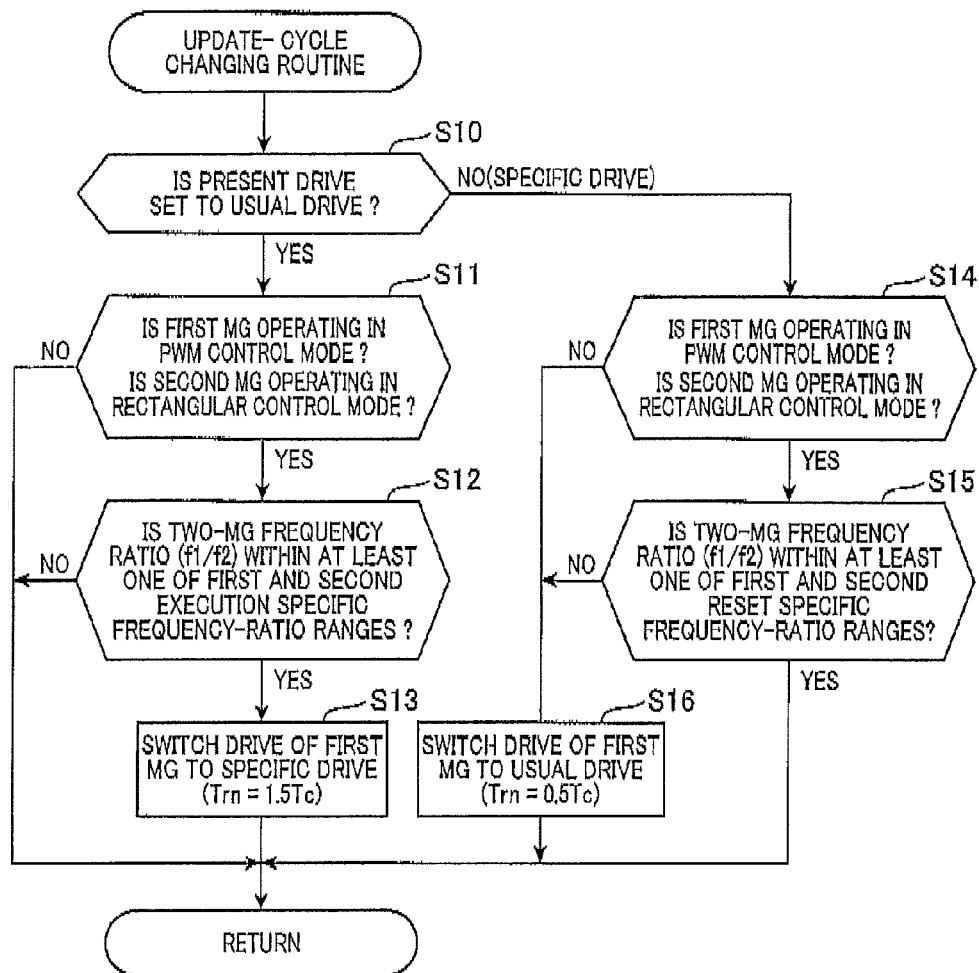 UPDATE- CYCLE
CHANGING ROUTINE
S10
IS PRESENT DRIVE
SET TO USUAL DRIVE ?
NO(SPECIFIC DRIVE)
YES
S11
IS FIRST MG OPERATING IN
PWM CONTROL MODE ?
IS SECOND MG OPERATING IN
RECTANGULAR CONTROL MODE ?
NO
YES
S12
IS TWO-MG FREQUENCY
RATIO (f1/f2) WITHIN AT LEAST
ONE OF FIRST AND SECOND
EXECUTION SPECIFIC
FREQUENCY-RATIO RANGES ?
NO
YES
S13
SWITCH DRIVE OF FIRST
MG TO SPECIFIC DRIVE
(Trn = 1.5Tc)
S14
IS FIRST MG OPERATING IN
PWM CONTROL MODE ?
IS SECOND MG OPERATING IN
RECTANGULAR CONTROL MODE ?
NO
YES
S15
IS TWO-MG FREQUENCY
RATIO (f1/f2) WITHIN AT LEAST
ONE OF FIRST AND SECOND
RESET SPECIFIC
FREQUENCY-RATIO RANGES?
NO
YES
S16
SWITCH DRIVE OF FIRST
MG TO USUAL DRIVE
(Trn = 0.5Tc)
RETURN